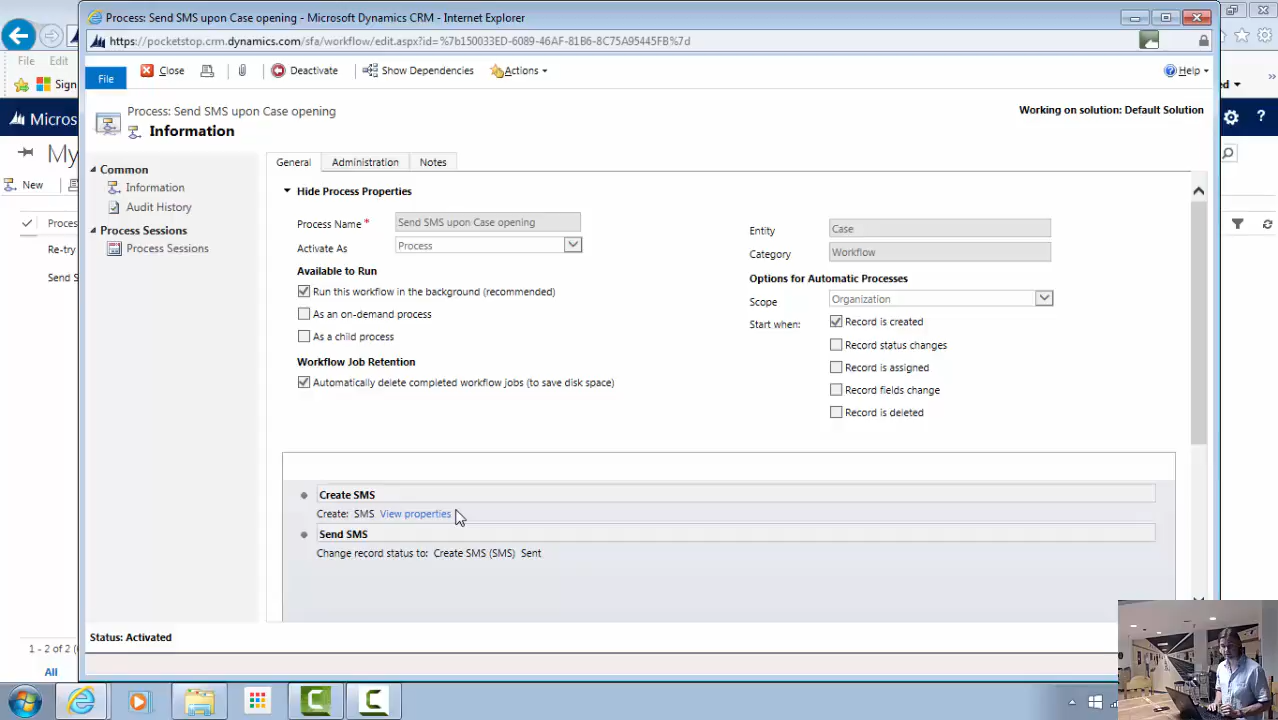 Process: Send SMS upon Case opening - Microsoft Dynamics CRM - Internet Explorer
https://pocketstop.crm.dynamics.com/sfa/workflow/edit.aspx?id=%7b150033ED-6089-46AF-81B6-8C75A95445FB%7d
File Edit
Sign
Micros
My
New
Proces
Re-try
Send S
1 - 2 of 2 (
All
File
Close
Deactivate
Show Dependencies
Actions
Help
Process: Send SMS upon Case opening
Information
Working on solution: Default Solution
Common
Information
Audit History
Process Sessions
Process Sessions
General Administration Notes
Hide Process Properties
Process Name * Send SMS upon Case opening
Activate As Process
Available to Run
Run this workflow in the background (recommended)
As an on-demand process
As a child process
Workflow Job Retention
Automatically delete completed workflow jobs (to save disk space)
Entity Case
Category Workflow
Options for Automatic Processes
Scope Organization
Start when: Record is created
Record status changes
Record is assigned
Record fields change
Record is deleted
Create SMS
Create: SMS View properties
Send SMS
Change record status to: Create SMS (SMS) Sent
Status: Activated